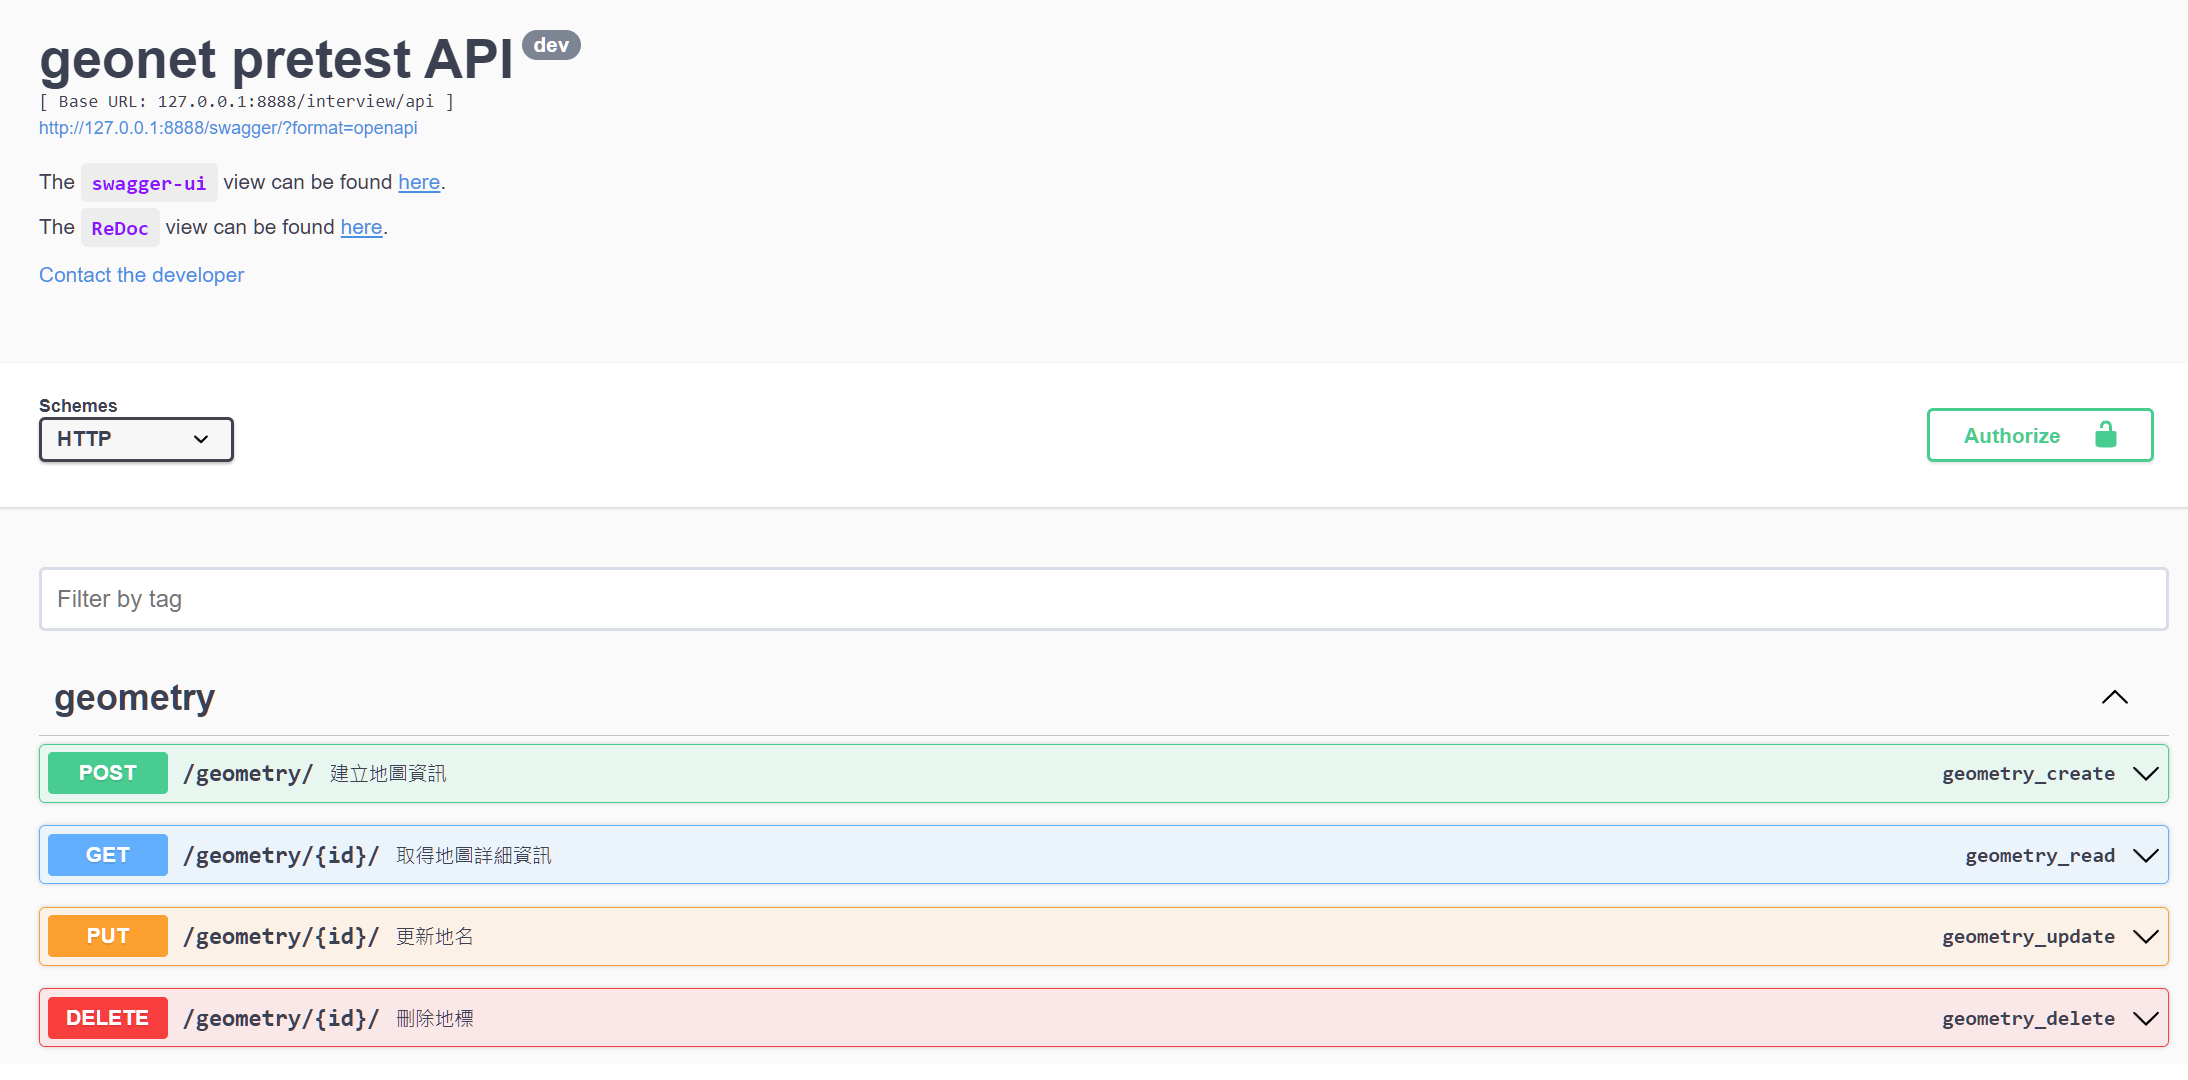 geonet pretest API dev
[ Base URL: 127.0.0.1:8888/interview/api ]
http://127.0.0.1:8888/swagger/?format=openapi
The swagger-ui view can be found here.
The ReDoc view can be found here.
Contact the developer
Schemes
HTTP
Authorize
Filter by tag
geometry
POST /geometry/ 建立地圖資訊 geometry_create
GET /geometry/{id}/ 取得地圖詳細資訊 geometry_read
PUT /geometry/{id}/ 更新地名 geometry_update
DELETE /geometry/{id}/ 刪除地標 geometry_delete